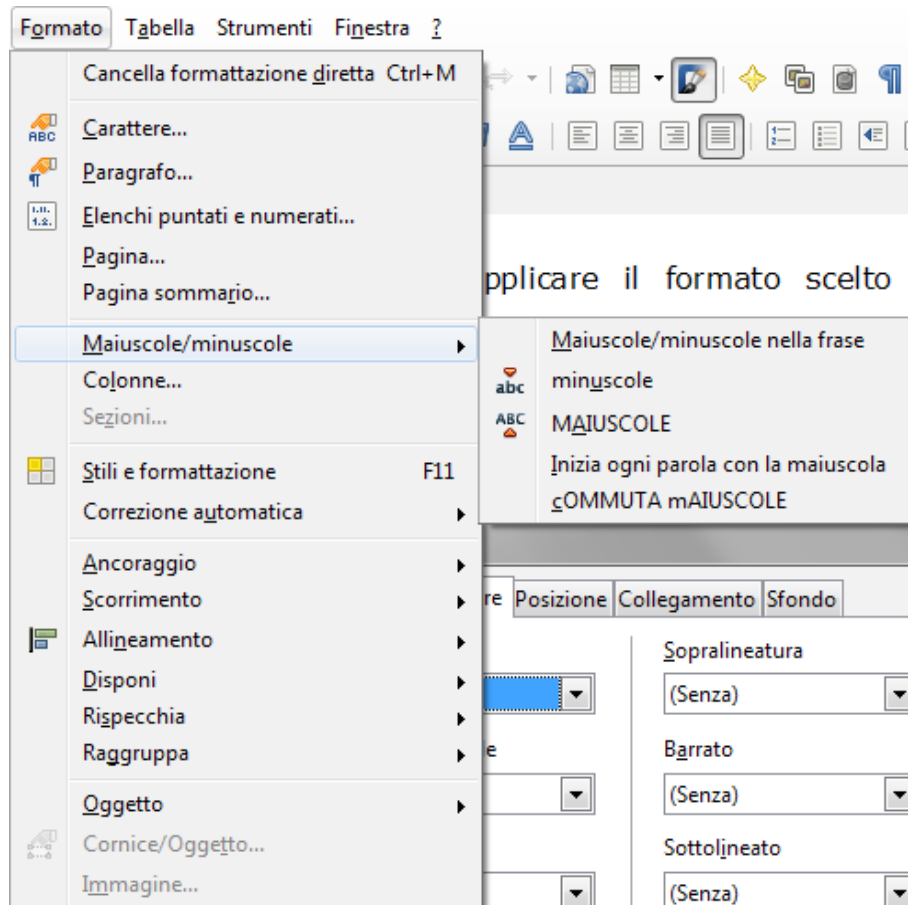 Formato Tabella Strumenti Finestra ?
Cancella formattazione diretta Ctrl+M
Carattere...
Paragrafo...
Elenchi puntati e numerati...
Pagina...
Pagina sommario...
Maiuscole/minuscole
Colonne...
Sezioni...
Stili e formattazione F11
Correzione automatica
Ancoraggio
Scorrimento
Allineamento
Disponi
Rispecchia
Raggruppa
Oggetto
Cornice/Oggetto...
Immagine...
pplicare il formato scelto
Maiuscole/minuscole nella frase
abc minuscole
ABC MAIUSCOLE
Inizia ogni parola con la maiuscola
cOMMUTA mAIUSCOLE
re Posizione Collegamento Sfondo
Sopralineatura
(Senza)
e Barrato
(Senza)
Sottolineato
(Senza)